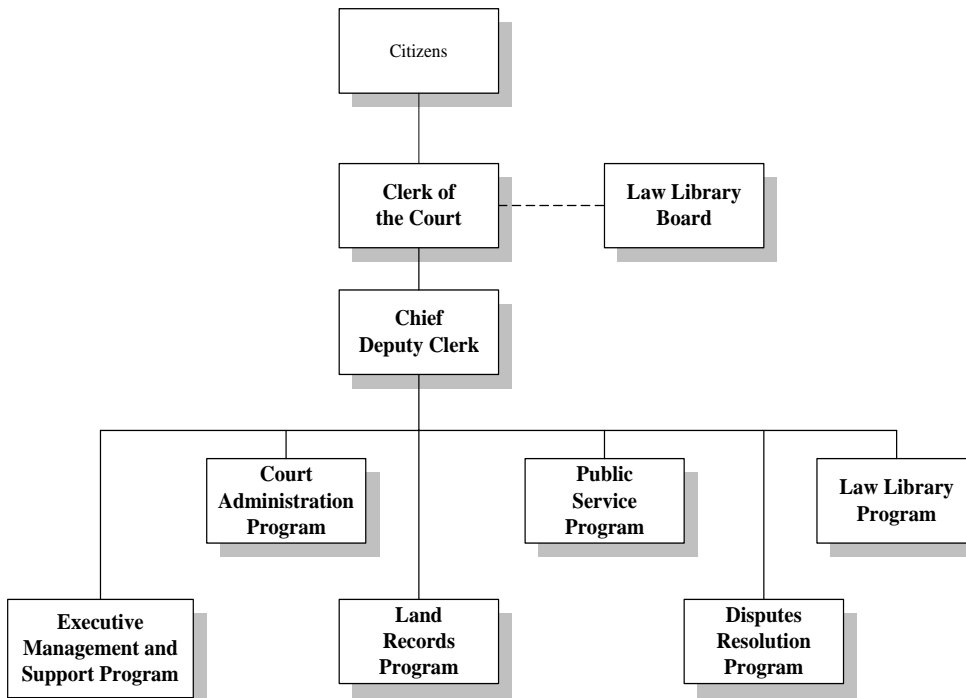 Citizens
Clerk of
the Court
Law Library
Board
Chief
Deputy Clerk
Court
Administration
Program
Public
Service
Program
Law Library
Program
Executive
Management and
Support Program
Land
Records
Program
Disputes
Resolution
Program